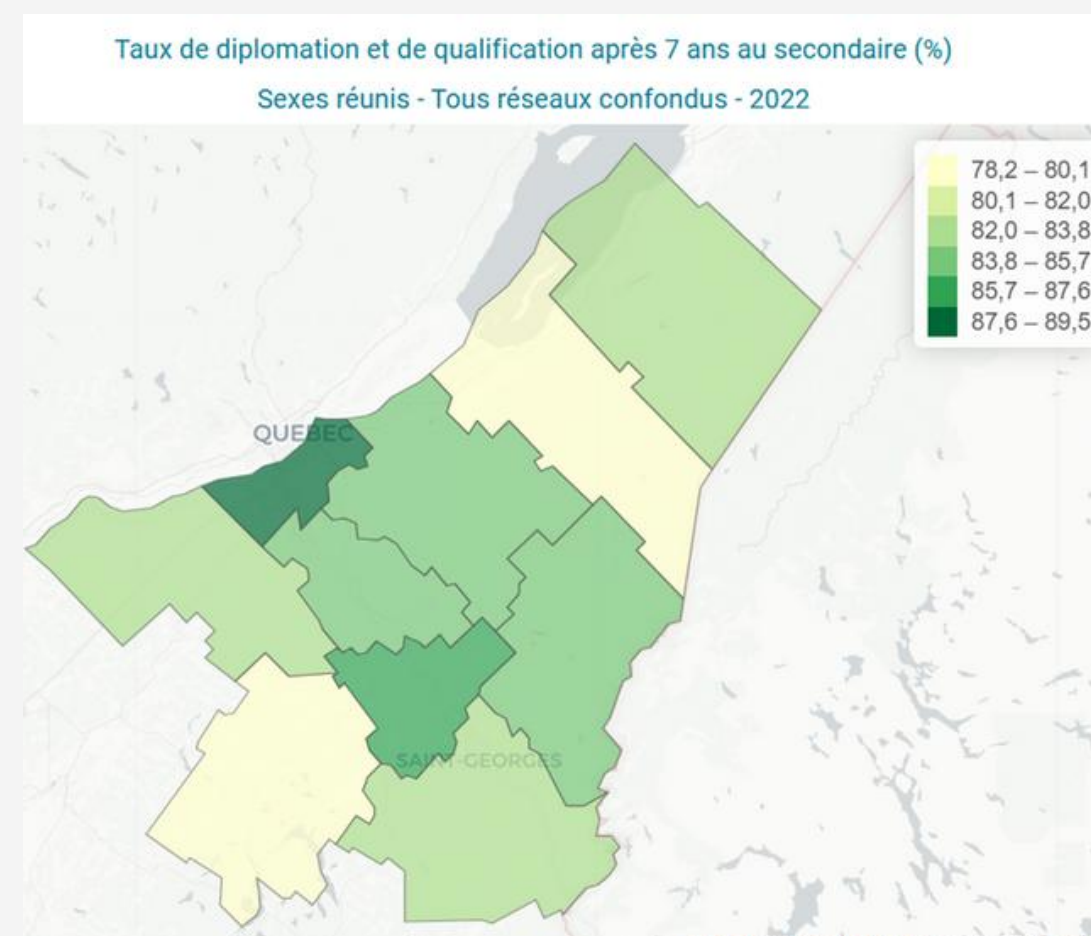 Taux de diplomation et de qualification après 7 ans au secondaire (%)
Sexes réunis - Tous réseaux confondus - 2022
78,2 – 80,1
80,1 – 82,0
82,0 – 83,8
83,8 – 85,7
85,7 – 87,6
87,6 – 89,5
QUEBEC
SAINT-GEORGES